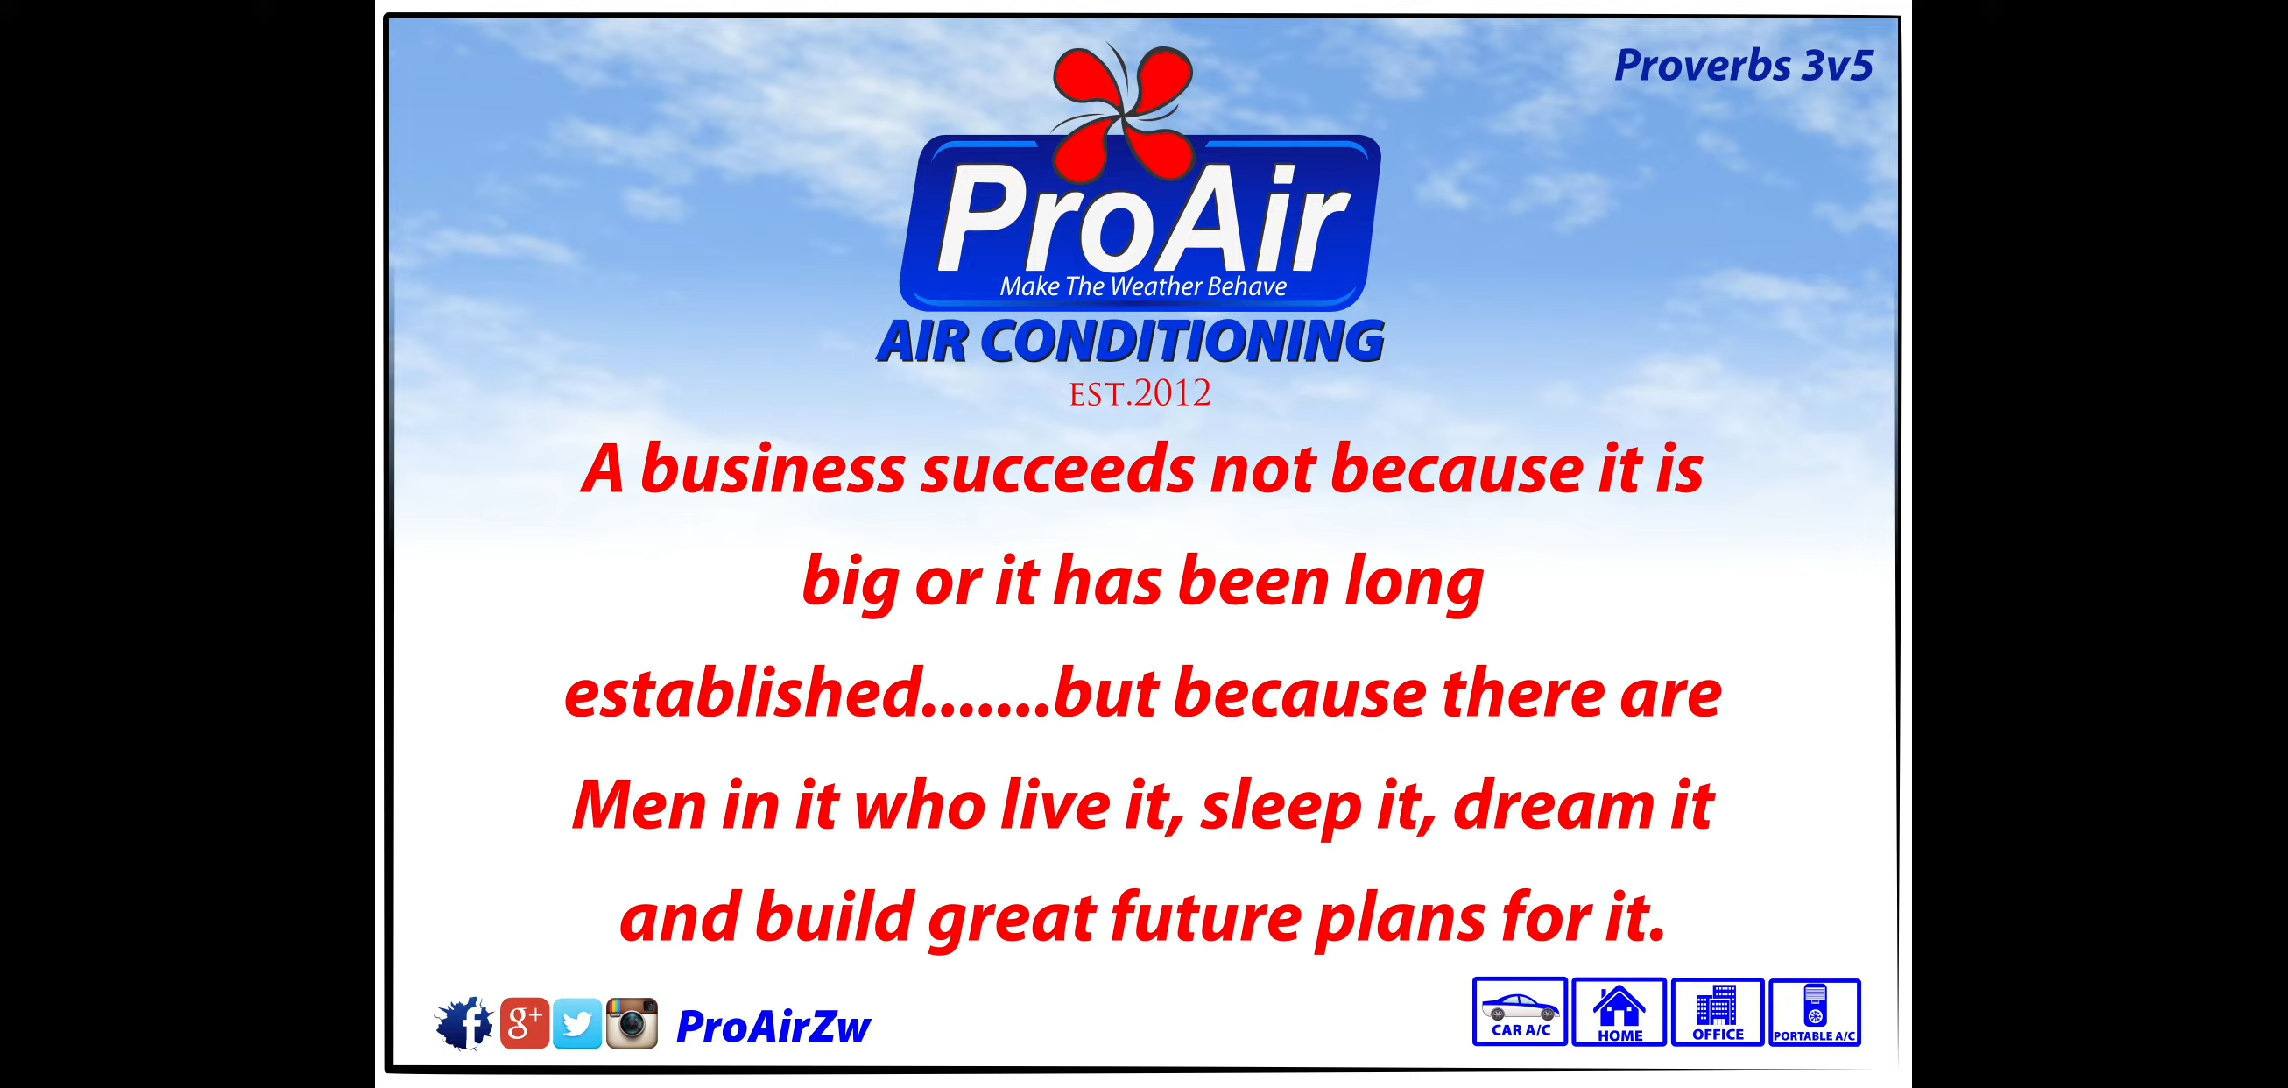 Proverbs 3v5
ProAir
Make The Weather Behave
AIR CONDITIONING
EST.2012
A business succeeds not because it is
big or it has been long
established.......but because there are
Men in it who live it, sleep it, dream it
and build great future plans for it.
f g+ ProAirZw
CAR A/C HOME OFFICE PORTABLE A/C